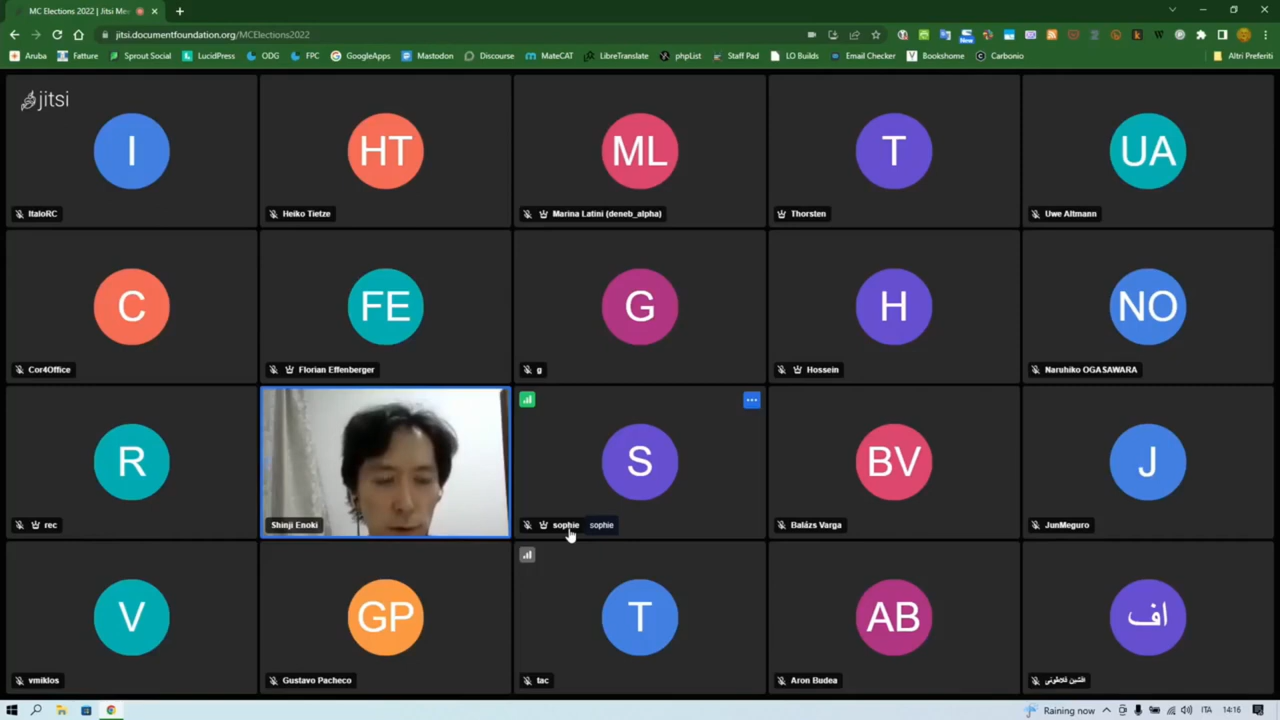 MC Elections 2022 | Jitsi Me
jitsi.documentfoundation.org/MCElections2022
Aruba Fatture Sprout Social LucidPress ODG FPC GoogleApps Mastodon Discourse MateCAT LibreTranslate phpList Staff Pad LO Builds Email Checker Bookshome Carbonio Altri Preferiti
jitsi
I HT ML T UA
ItaloRC Heiko Tietze Marina Latini (deneb_alpha) Thorsten Uwe Altmann
C FE G H NO
Cor4Office Florian Effenberger g Hossein Naruhiko OGASAWARA
R S BV J
rec Shinji Enoki sophie sophie Balázs Varga JunMeguro
V GP T AB اف
vmiklos Gustavo Pacheco tac Aron Budea افشین فلاطونی
Raining now ITA 14:16